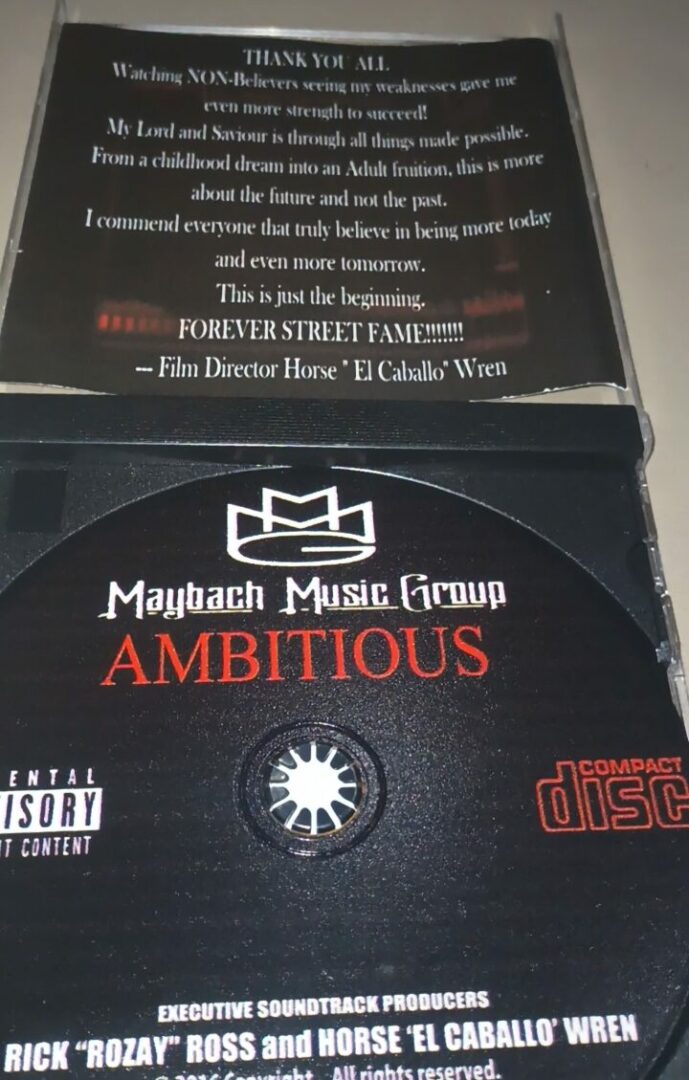 THANK YOU ALL
Watching NON-Believers seeing my weaknesses gave me
even more strength to succeed!
My Lord and Saviour is through all things made possible.
From a childhood dream into an Adult fruition, this is more
about the future and not the past.
I commend everyone that truly believe in being more today
and even more tomorrow.
This is just the beginning.
FOREVER STREET FAME!!!!!!!
--- Film Director Horse " El Caballo" Wren
MMG
Maybach Music Group
AMBITIOUS
ENTAL
ISORY
T CONTENT
COMPACT
disc
EXECUTIVE SOUNDTRACK PRODUCERS
RICK "ROZAY" ROSS and HORSE 'EL CABALLO' WREN
© 2016 Copyright. All rights reserved.